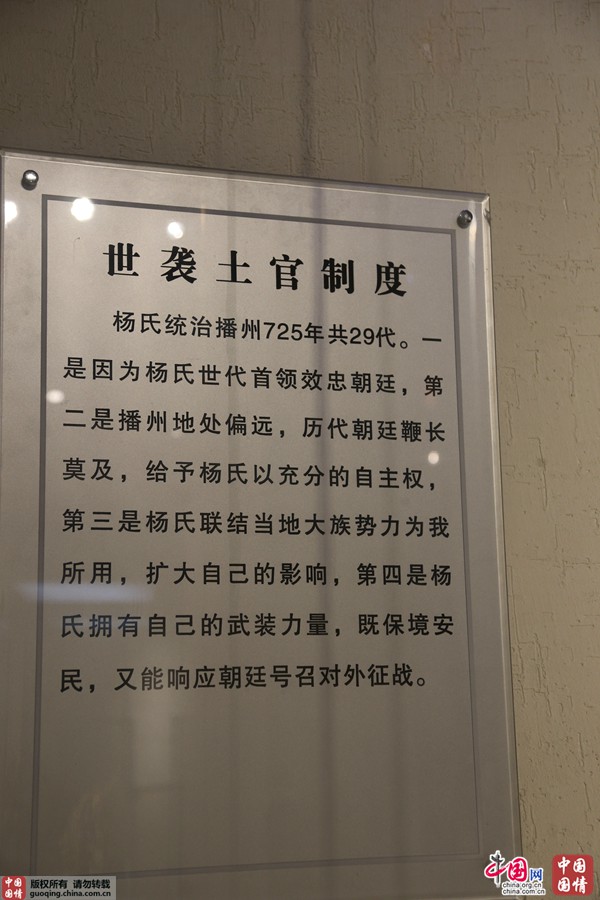 世袭土官制度
杨氏统治播州725年共29代。一
是因为杨氏世代首领效忠朝廷，第
二是播州地处偏远，历代朝廷鞭长
莫及，给予杨氏以充分的自主权，
第三是杨氏联结当地大族势力为我
所用，扩大自己的影响，第四是杨
氏拥有自己的武装力量，既保境安
民，又能响应朝廷号召对外征战。
中国国情
版权所有 请勿转载
guoqing.china.com.cn
中国网
china.org.cn
china.com.cn
中国国情